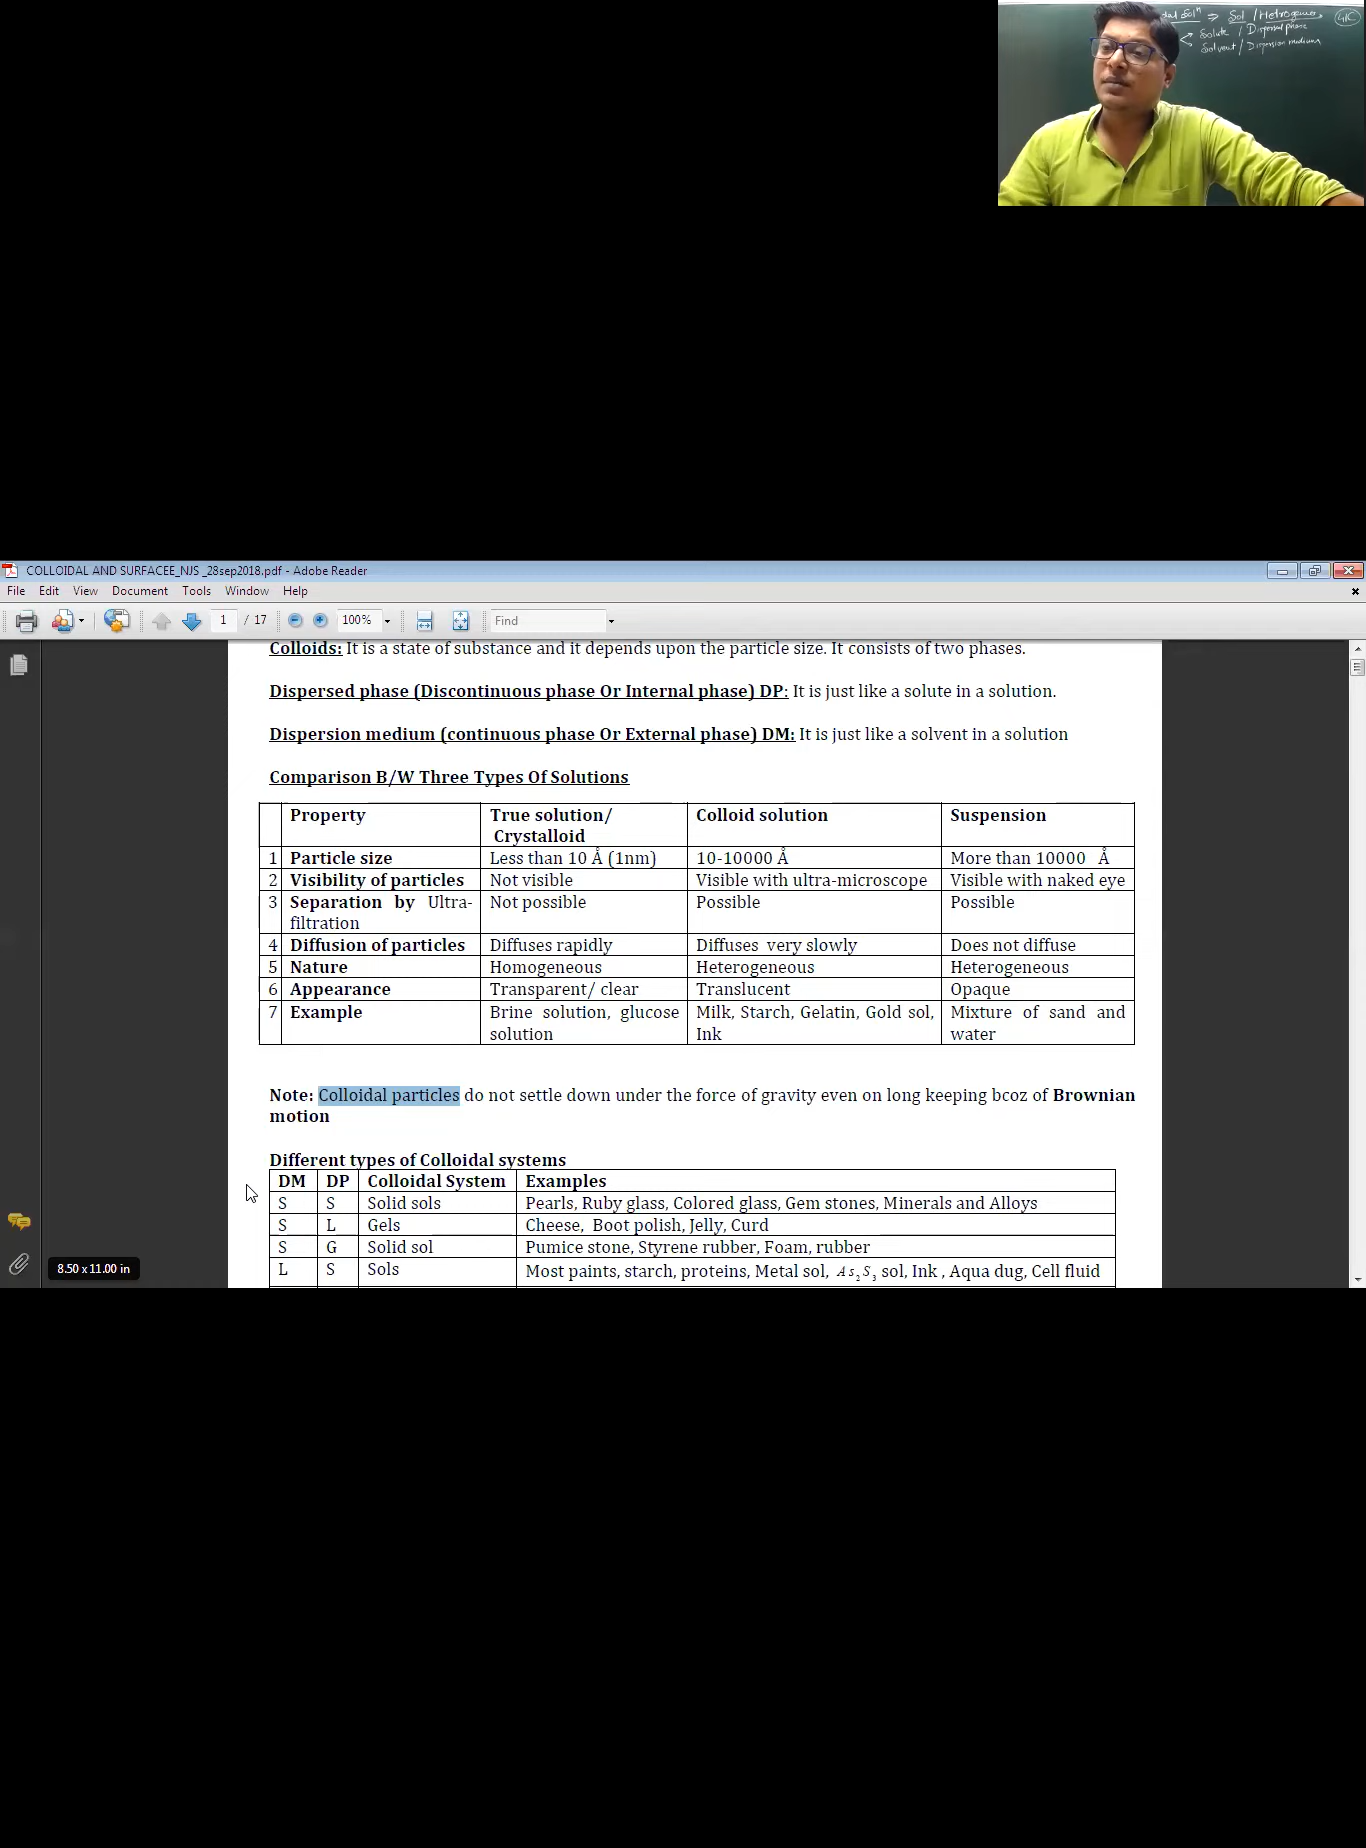 dal Solⁿ ⇒ Sol / Hetrogenous
Solute / Dispersed phase
Solvent / Dispersion medium
COLLOIDAL AND SURFACEE_NJS _28sep2018.pdf - Adobe Reader
File Edit View Document Tools Window Help
1 / 17 100% Find
Colloids: It is a state of substance and it depends upon the particle size. It consists of two phases.
Dispersed phase (Discontinuous phase Or Internal phase) DP: It is just like a solute in a solution.
Dispersion medium (continuous phase Or External phase) DM: It is just like a solvent in a solution
Comparison B/W Three Types Of Solutions
Property True solution/ Colloid solution Suspension
Crystalloid
1 Particle size Less than 10 Å (1nm) 10-10000 Å More than 10000 Å
2 Visibility of particles Not visible Visible with ultra-microscope Visible with naked eye
3 Separation by Ultra- Not possible Possible Possible
filtration
4 Diffusion of particles Diffuses rapidly Diffuses very slowly Does not diffuse
5 Nature Homogeneous Heterogeneous Heterogeneous
6 Appearance Transparent/ clear Translucent Opaque
7 Example Brine solution, glucose Milk, Starch, Gelatin, Gold sol, Mixture of sand and
solution Ink water
Note: Colloidal particles do not settle down under the force of gravity even on long keeping bcoz of Brownian
motion
Different types of Colloidal systems
DM DP Colloidal System Examples
S S Solid sols Pearls, Ruby glass, Colored glass, Gem stones, Minerals and Alloys
S L Gels Cheese, Boot polish, Jelly, Curd
S G Solid sol Pumice stone, Styrene rubber, Foam, rubber
L S Sols Most paints, starch, proteins, Metal sol, As₂S₃ sol, Ink , Aqua dug, Cell fluid
8.50 x 11.00 in